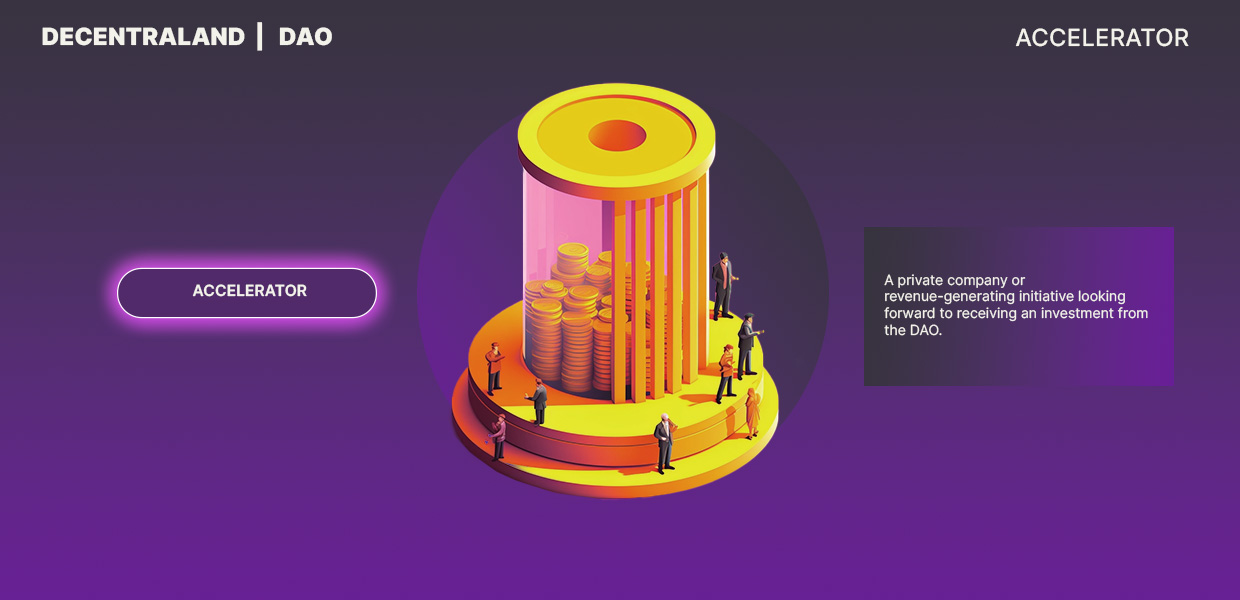 DECENTRALAND | DAO
ACCELERATOR
ACCELERATOR
A private company or
revenue-generating initiative looking
forward to receiving an investment from
the DAO.